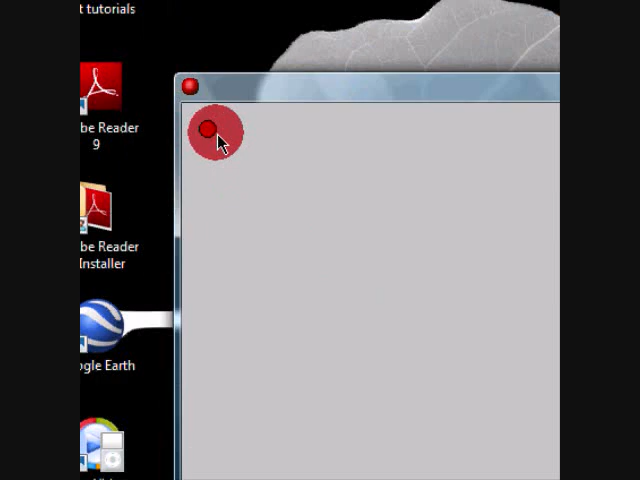 t tutorials
be Reader
9
be Reader
Installer
ogle Earth